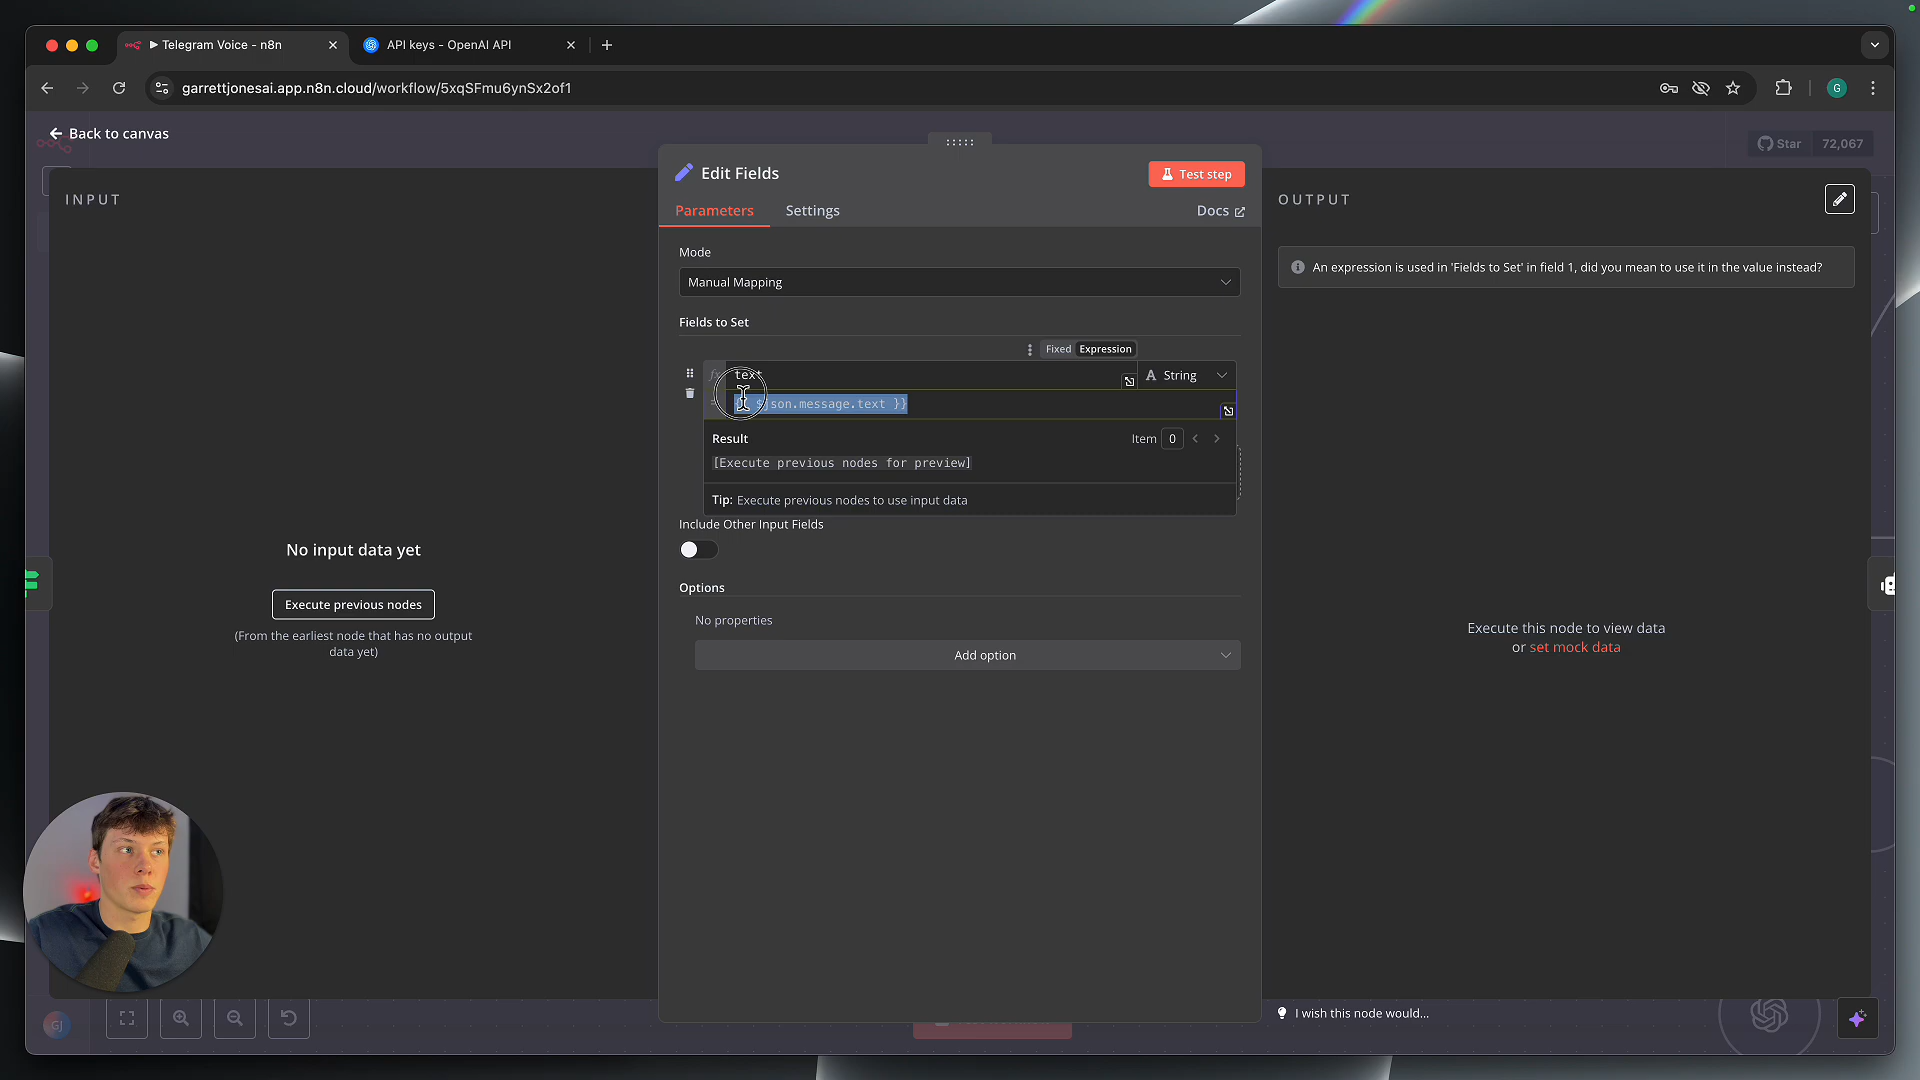 Telegram Voice - n8n
API keys - OpenAI API
garrettjonesai.app.n8n.cloud/workflow/5xqSFmu6ynSx2of1
G
Back to canvas
Star 72,067
INPUT
Edit Fields
Test step
OUTPUT
Parameters
Settings
Docs
Mode
Manual Mapping
An expression is used in 'Fields to Set' in field 1, did you mean to use it in the value instead?
Fields to Set
Fixed Expression
text
A String
$json.message.text }}
Result
Item 0
[Execute previous nodes for preview]
Tip: Execute previous nodes to use input data
Include Other Input Fields
No input data yet
Execute previous nodes
(From the earliest node that has no output
data yet)
Options
No properties
Add option
Execute this node to view data
or set mock data
I wish this node would...
GJ